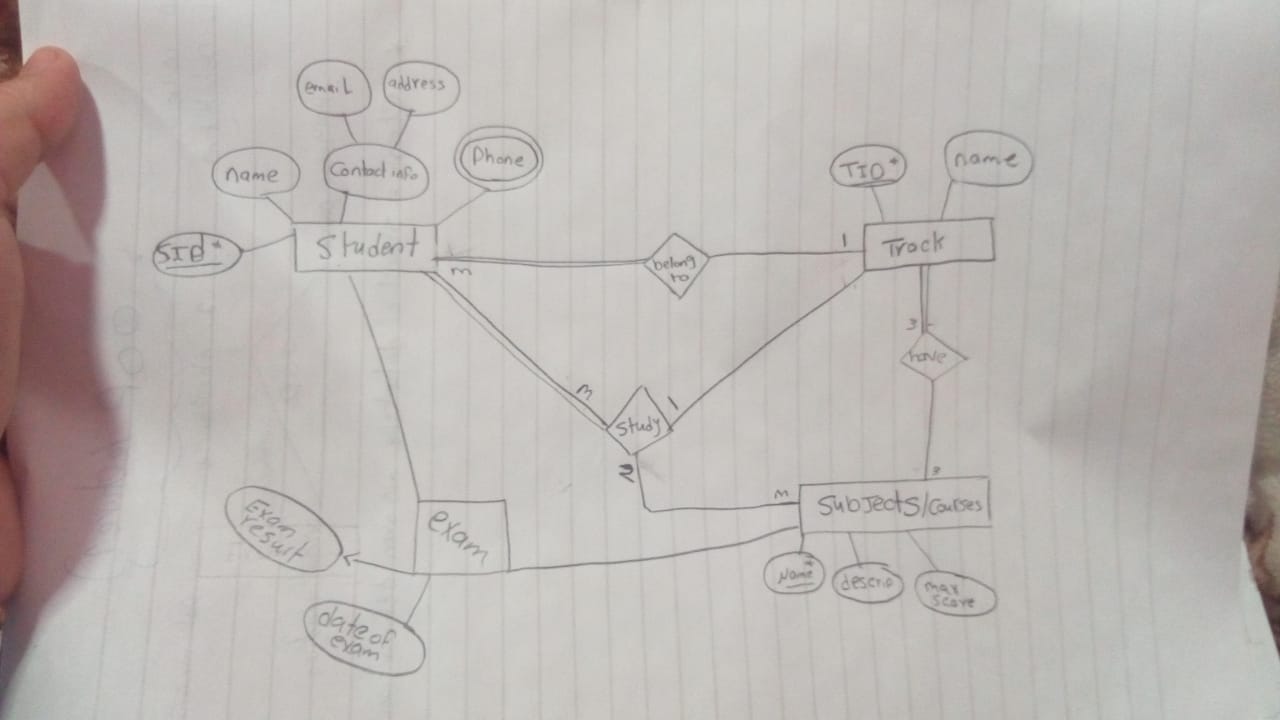 email
address
name
Contact info
Phone
TID*
name
SID*
Student
m
belong
to
1
Track
3
have
m
1
study
2
3
m
Subjects/Courses
Exam
result
exam
Name*
descrip
max
score
date of
exam